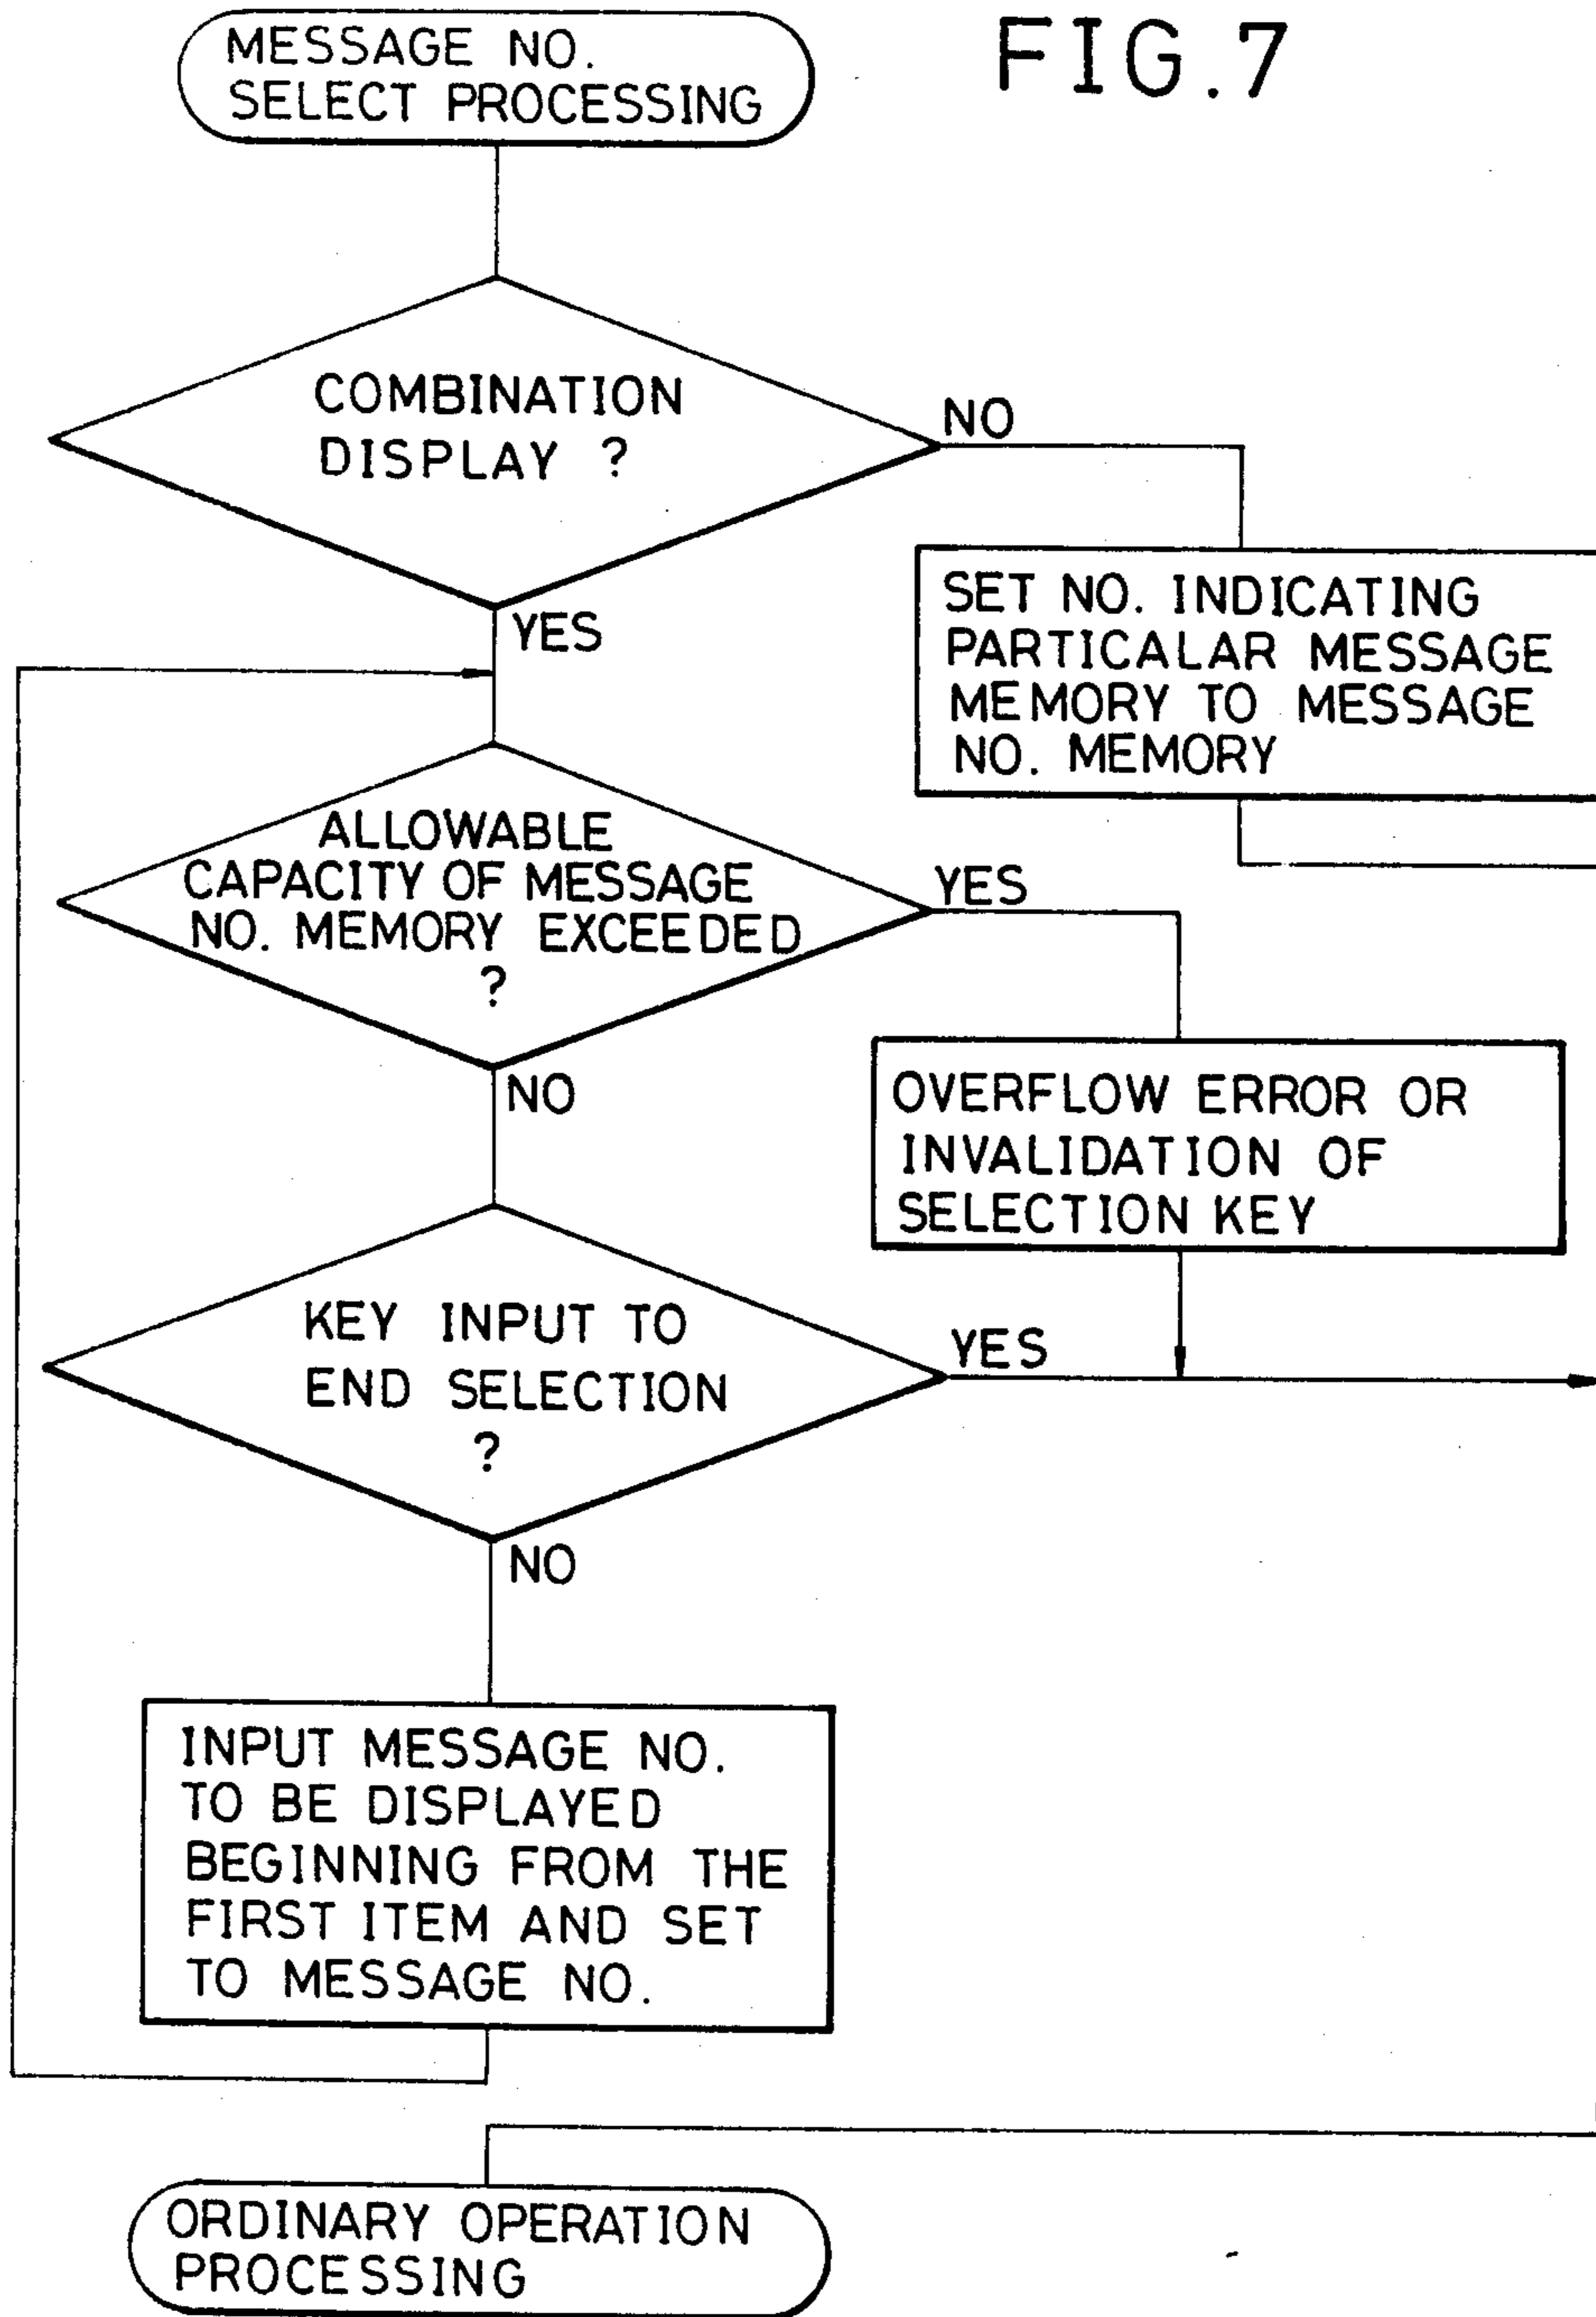 FIG.7
MESSAGE NO.
SELECT PROCESSING
COMBINATION
DISPLAY ?
NO
YES
SET NO. INDICATING
PARTICALAR MESSAGE
MEMORY TO MESSAGE
NO. MEMORY
ALLOWABLE
CAPACITY OF MESSAGE
NO. MEMORY EXCEEDED
?
YES
NO
OVERFLOW ERROR OR
INVALIDATION OF
SELECTION KEY
KEY INPUT TO
END SELECTION
?
YES
NO
INPUT MESSAGE NO.
TO BE DISPLAYED
BEGINNING FROM THE
FIRST ITEM AND SET
TO MESSAGE NO.
ORDINARY OPERATION
PROCESSING